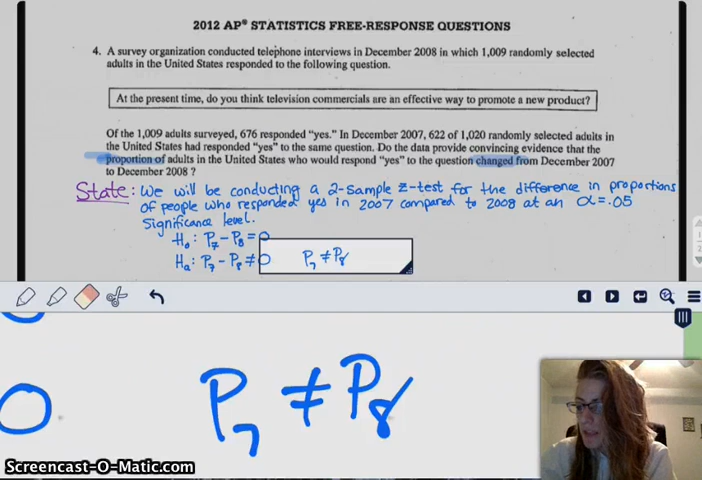 2012 AP® STATISTICS FREE-RESPONSE QUESTIONS
4. A survey organization conducted telephone interviews in December 2008 in which 1,009 randomly selected
adults in the United States responded to the following question.
At the present time, do you think television commercials are an effective way to promote a new product?
Of the 1,009 adults surveyed, 676 responded "yes." In December 2007, 622 of 1,020 randomly selected adults in
the United States had responded "yes" to the same question. Do the data provide convincing evidence that the
proportion of adults in the United States who would respond "yes" to the question changed from December 2007
to December 2008 ?
State: We will be conducting a 2-Sample Z-test for the difference in proportions
of people who responded yes in 2007 compared to 2008 at an α=.05
Significance level.
H₀: P₇-P₈=0
Hₐ: P₇-P₈≠0 P₇≠P₈
0 P₇≠P₈
Screencast-O-Matic.com